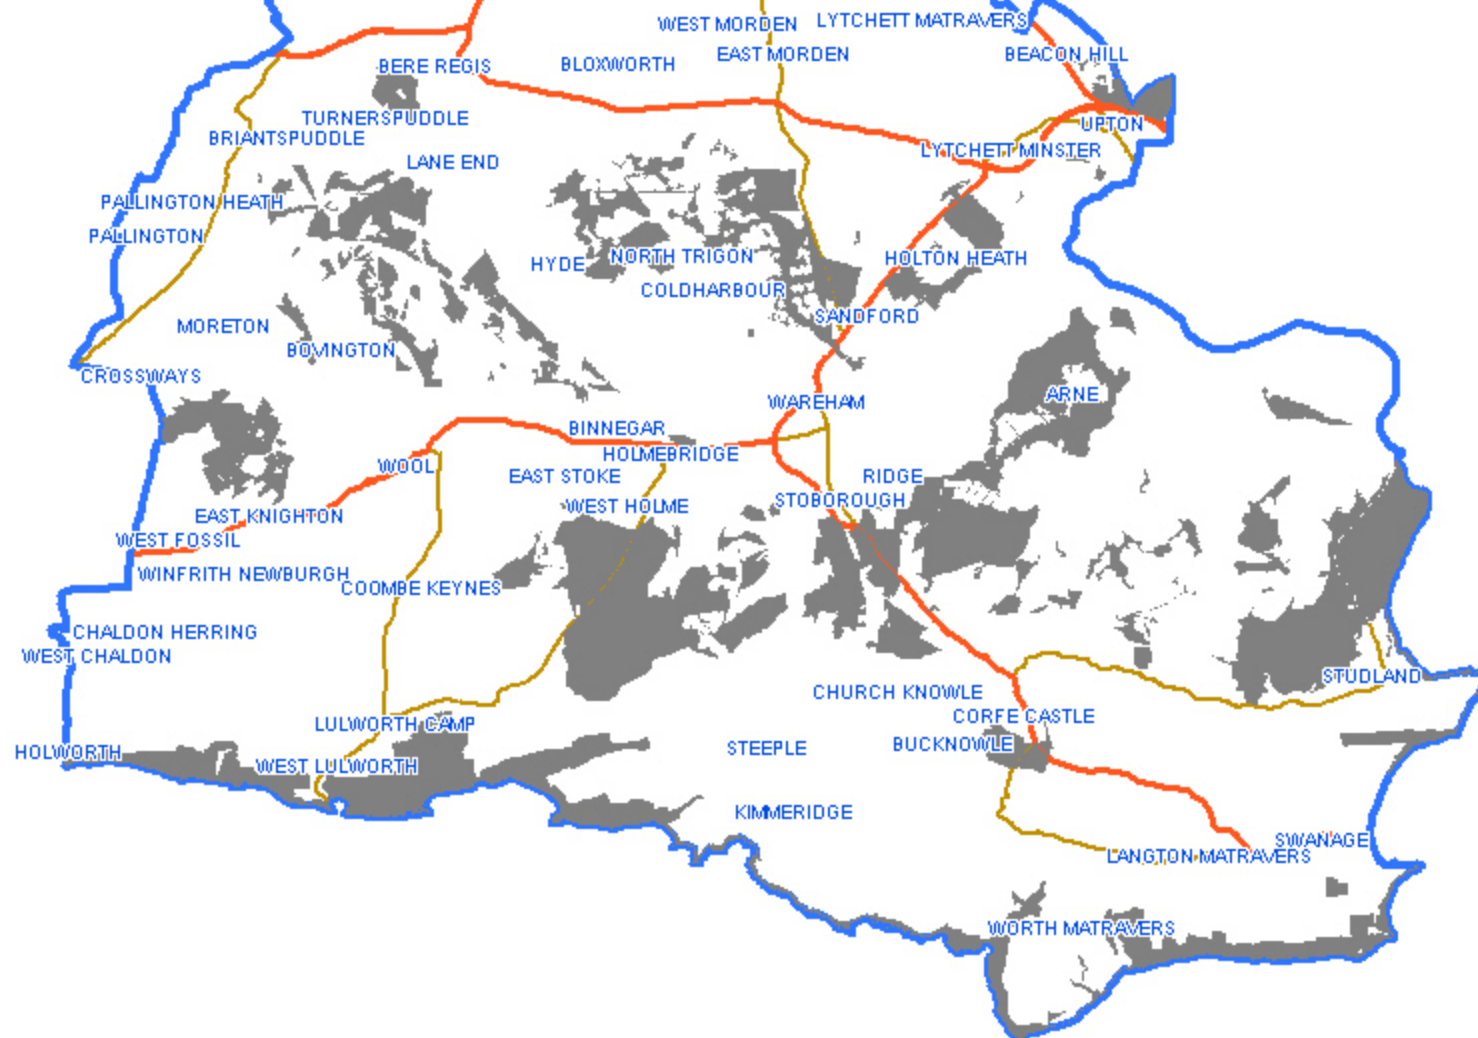 WEST MORDEN
LYTCHETT MATRAVERS
EAST MORDEN
BEACON HILL
BERE REGIS
BLOXWORTH
TURNERSPUDDLE
UPTON
BRIANTSPUDDLE
LYTCHETT MINSTER
LANE END
PALLINGTON HEATH
PALLINGTON
HYDE
NORTH TRIGON
HOLTON HEATH
COLDHARBOUR
SANDFORD
MORETON
BOVINGTON
CROSSWAYS
ARNE
WAREHAM
BINNEGAR
HOLMEBRIDGE
WOOL
EAST STOKE
RIDGE
STOBOROUGH
WEST HOLME
EAST KNIGHTON
WEST FOSSIL
WINFRITH NEWBURGH
COOMBE KEYNES
CHALDON HERRING
WEST CHALDON
STUDLAND
CHURCH KNOWLE
CORFE CASTLE
LULWORTH CAMP
BUCKNOWLE
STEEPLE
HOLWORTH
WEST LULWORTH
KIMMERIDGE
SWANAGE
LANGTON MATRAVERS
WORTH MATRAVERS